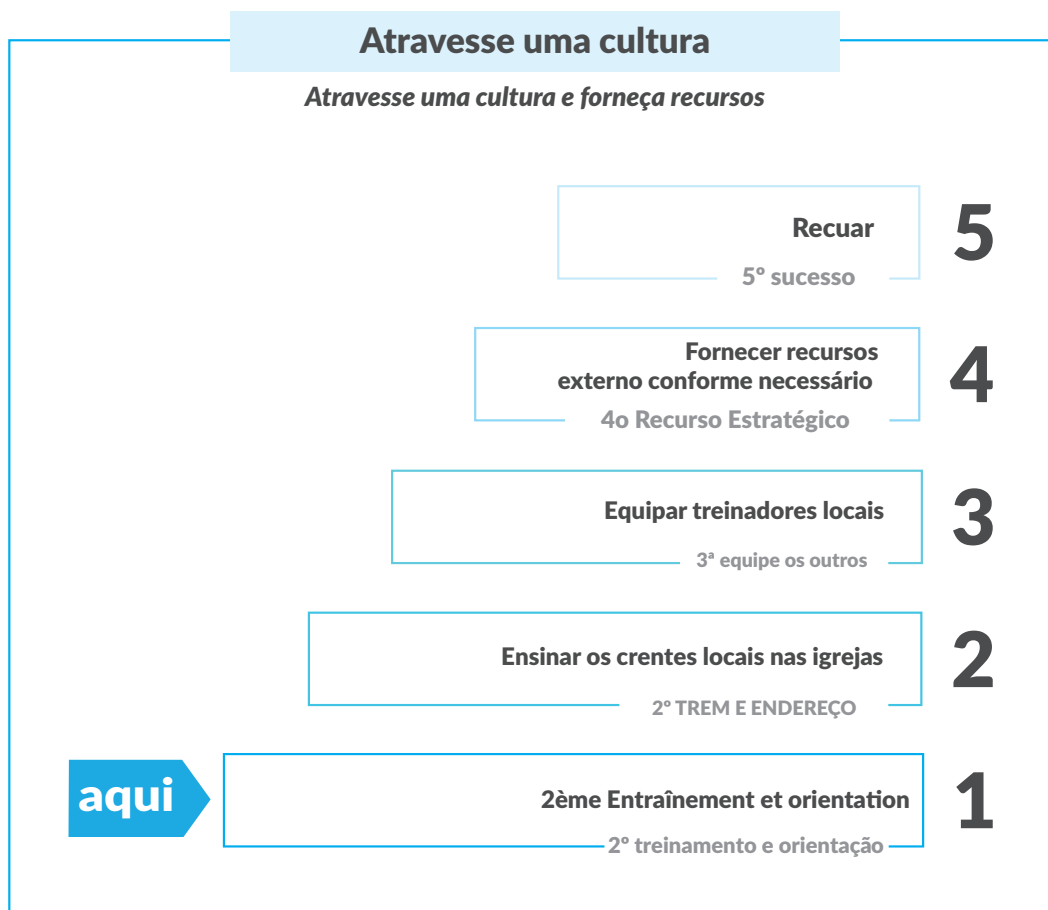 Atravesse uma cultura
Atravesse uma cultura e forneça recursos
Recuar
5º sucesso
5
Fornecer recursos
externo conforme necessário
4o Recurso Estratégico
4
Equipar treinadores locais
3ª equipe os outros
3
Ensinar os crentes locais nas igrejas
2º TREM E ENDEREÇO
2
aqui
2ème Entraînement et orientation
2º treinamento e orientação
1